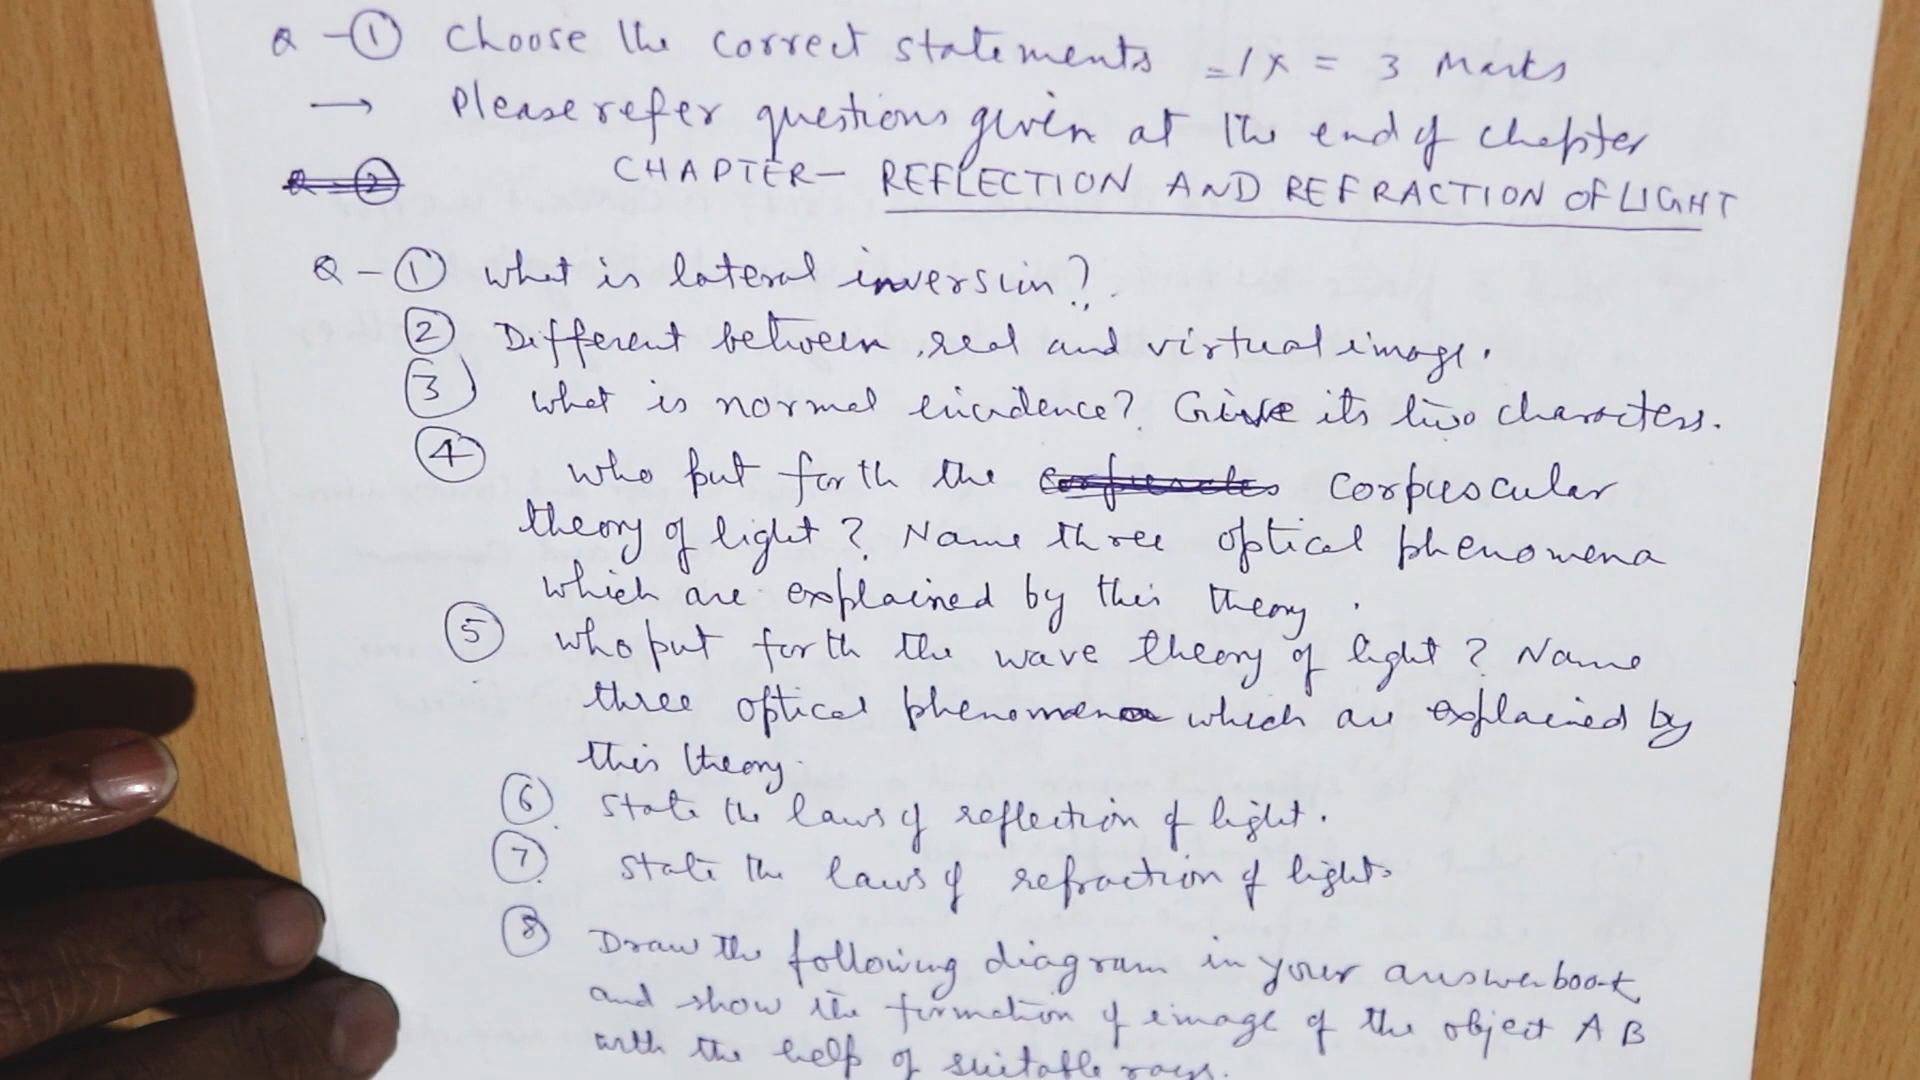 Q - ① Choose the correct statements = 1 x = 3 Marks
→ Please refer questions given at the end of chapter
CHAPTER - REFLECTION AND REFRACTION OF LIGHT
Q - ① What is lateral inversion?
② Different between real and virtual image.
③ What is normal incidence? Give its two characters.
④ Who put forth the corpuscular
theory of light? Name three optical phenomena
which are explained by this theory.
⑤ Who put forth the wave theory of light? Name
three optical phenomena which are explained by
this theory.
⑥ State the laws of reflection of light.
⑦ State the laws of refraction of light
⑧ Draw the following diagram in your answerbook
and show the formation of image of the object AB
with the help of suitable rays.